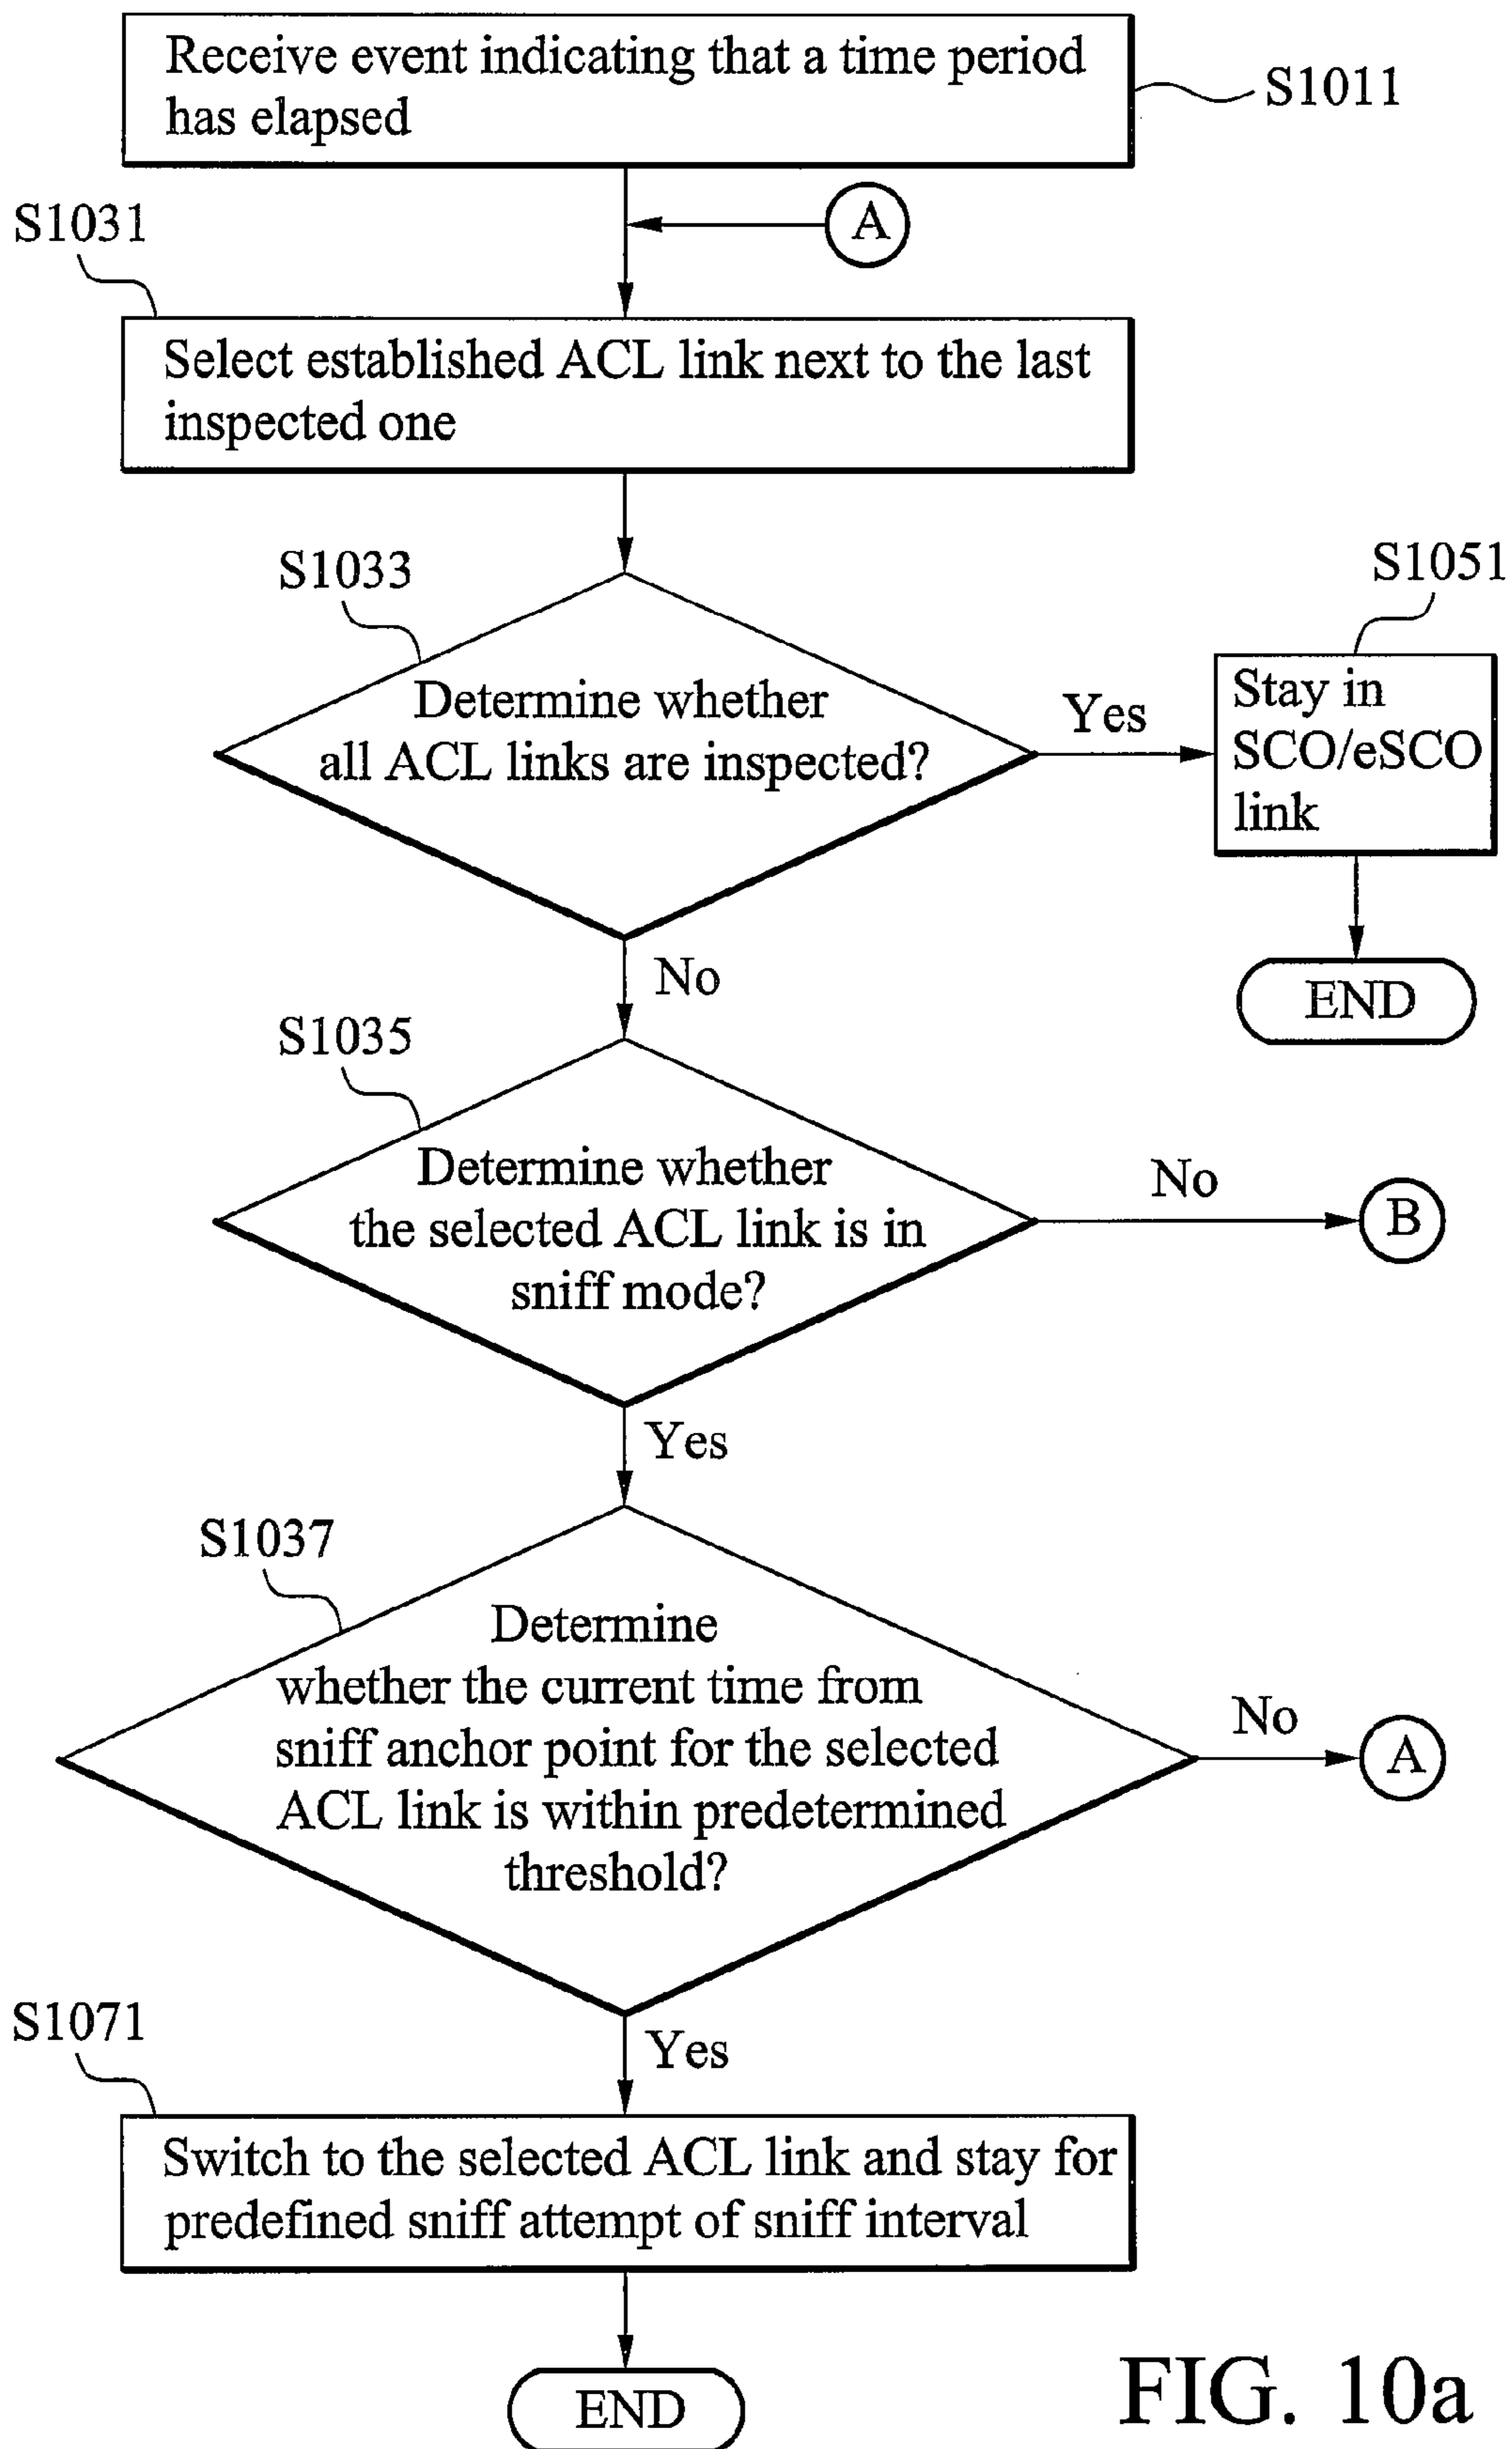 Receive event indicating that a time period
has elapsed
S1011
A
S1031
Select established ACL link next to the last
inspected one
S1033
Determine whether
all ACL links are inspected?
Yes
S1051
Stay in
SCO/eSCO
link
END
No
S1035
Determine whether
the selected ACL link is in
sniff mode?
No
B
Yes
S1037
Determine
whether the current time from
sniff anchor point for the selected
ACL link is within predetermined
threshold?
No
A
Yes
S1071
Switch to the selected ACL link and stay for
predefined sniff attempt of sniff interval
END
FIG. 10a